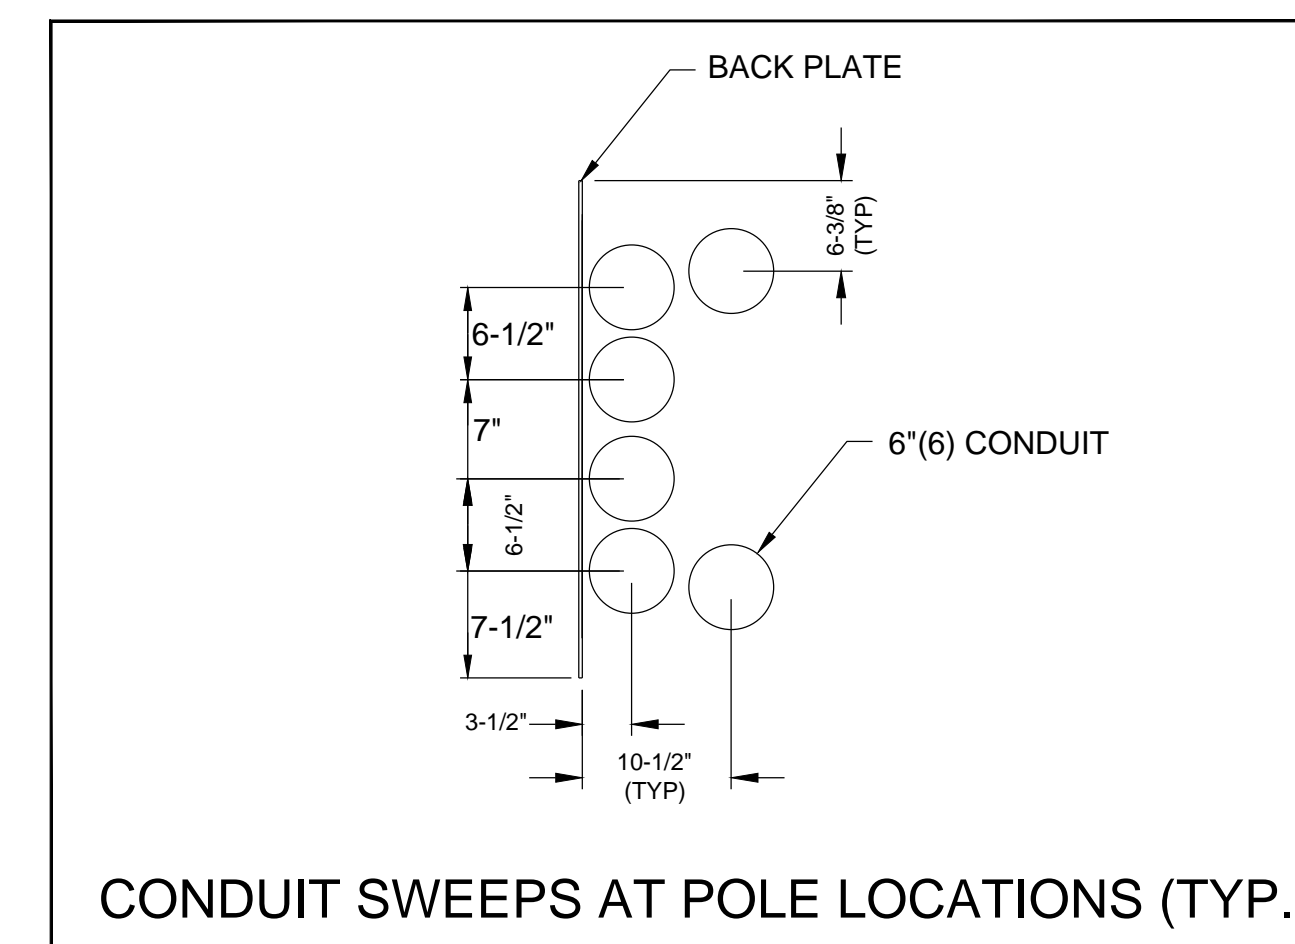 BACK PLATE
6-3/8"
(TYP)
6-1/2"
7"
6"(6) CONDUIT
6-1/2"
7-1/2"
3-1/2"
10-1/2"
(TYP)
CONDUIT SWEEPS AT POLE LOCATIONS (TYP.